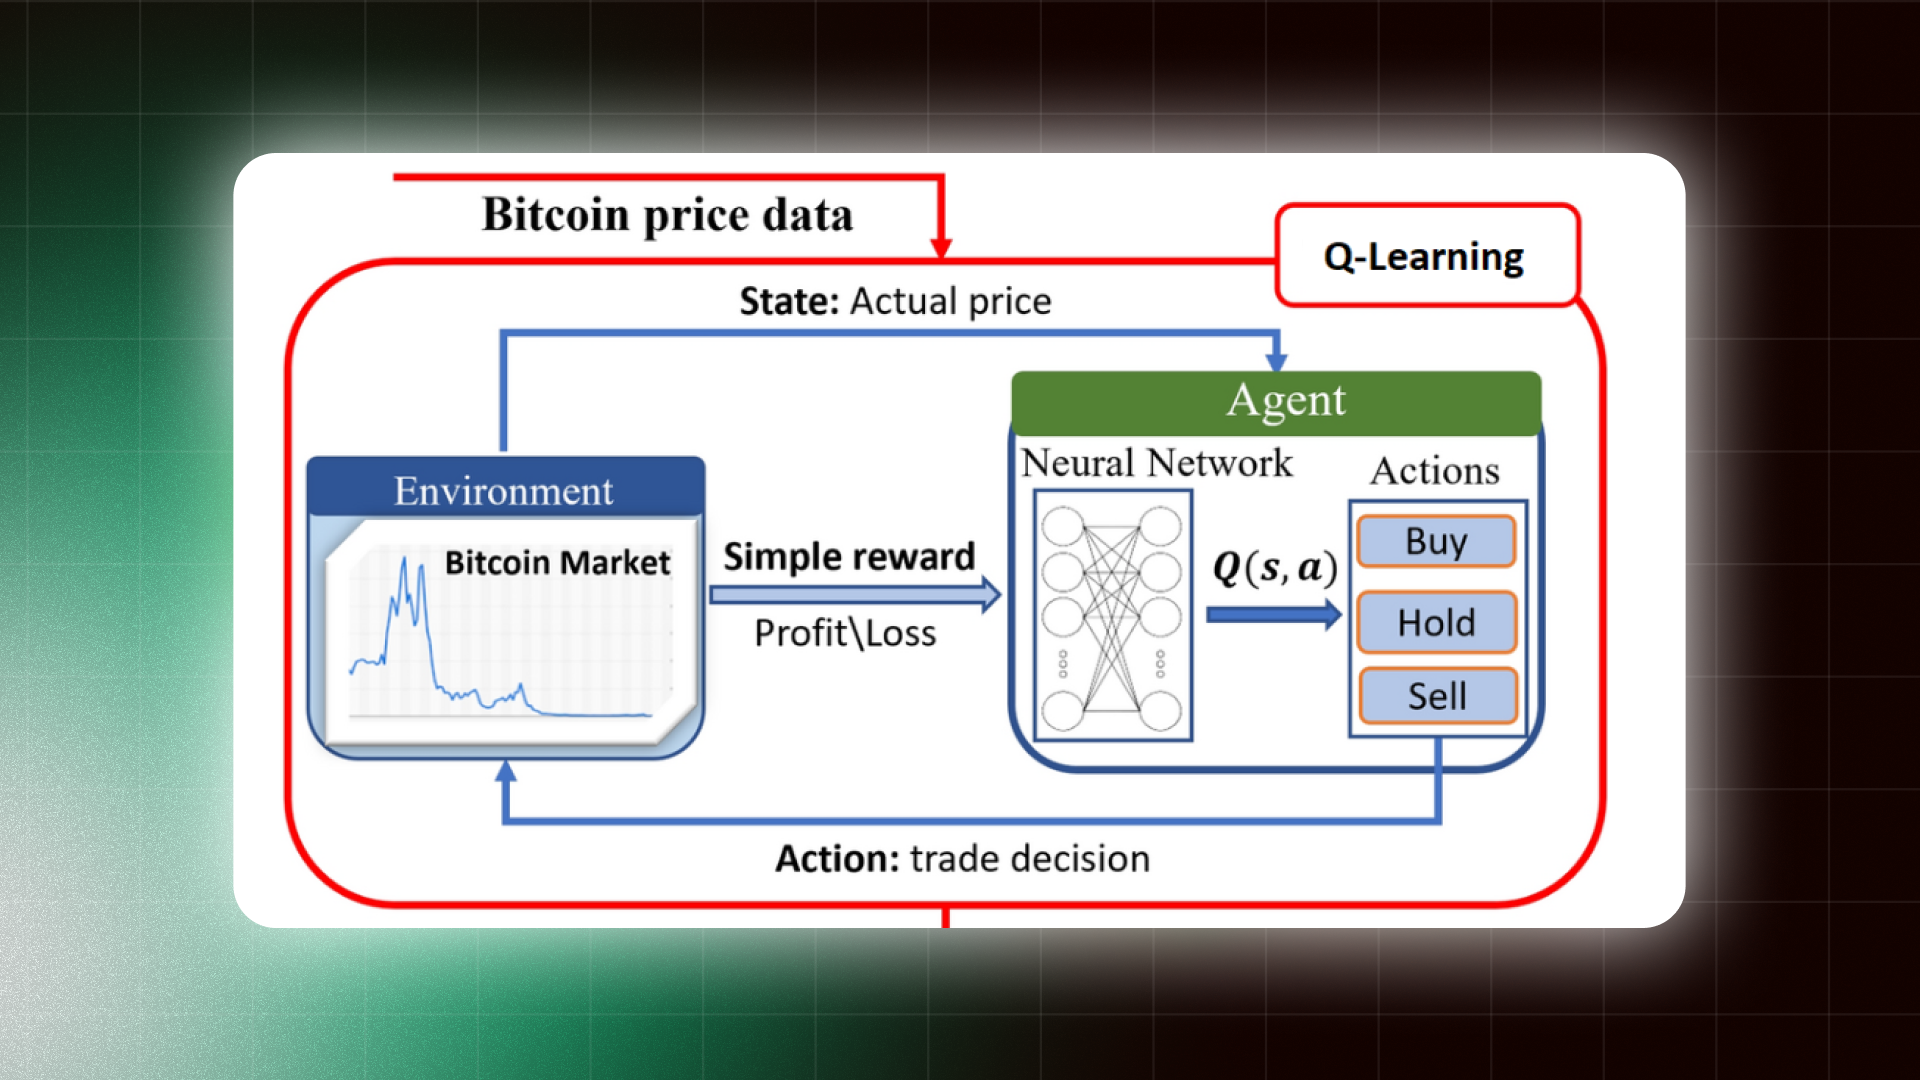 Bitcoin price data
Q-Learning
State: Actual price
Agent
Neural Network
Actions
Environment
Bitcoin Market
Simple reward
Profit\Loss
Q(s, a)
Buy
Hold
Sell
Action: trade decision